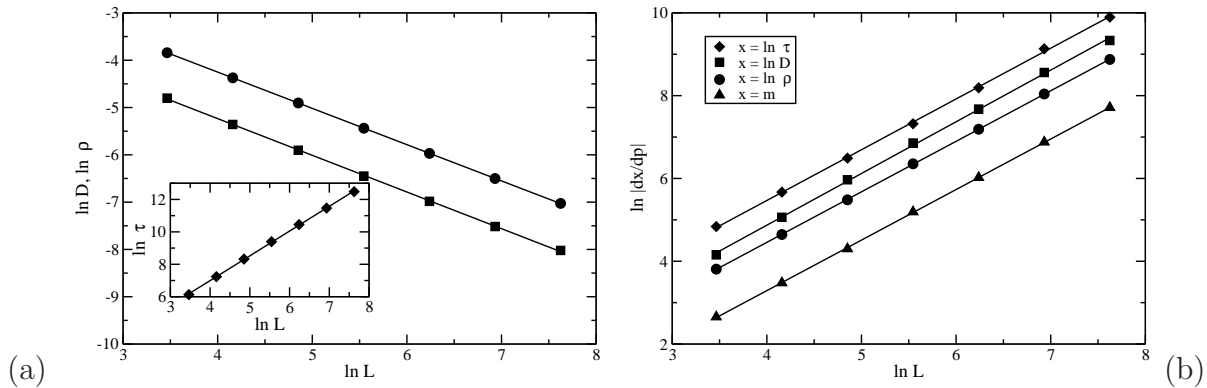 -3
-4
-5
-6
-7
-8
-9
-10
ln D, ln ρ
3 4 5 6 7 8
ln L
12
10
8
6
ln τ
3 4 5 6 7 8
ln L
(a)
10
8
6
4
2
ln |dx/dp|
x = ln τ
x = ln D
x = ln ρ
x = m
3 4 5 6 7 8
ln L
(b)